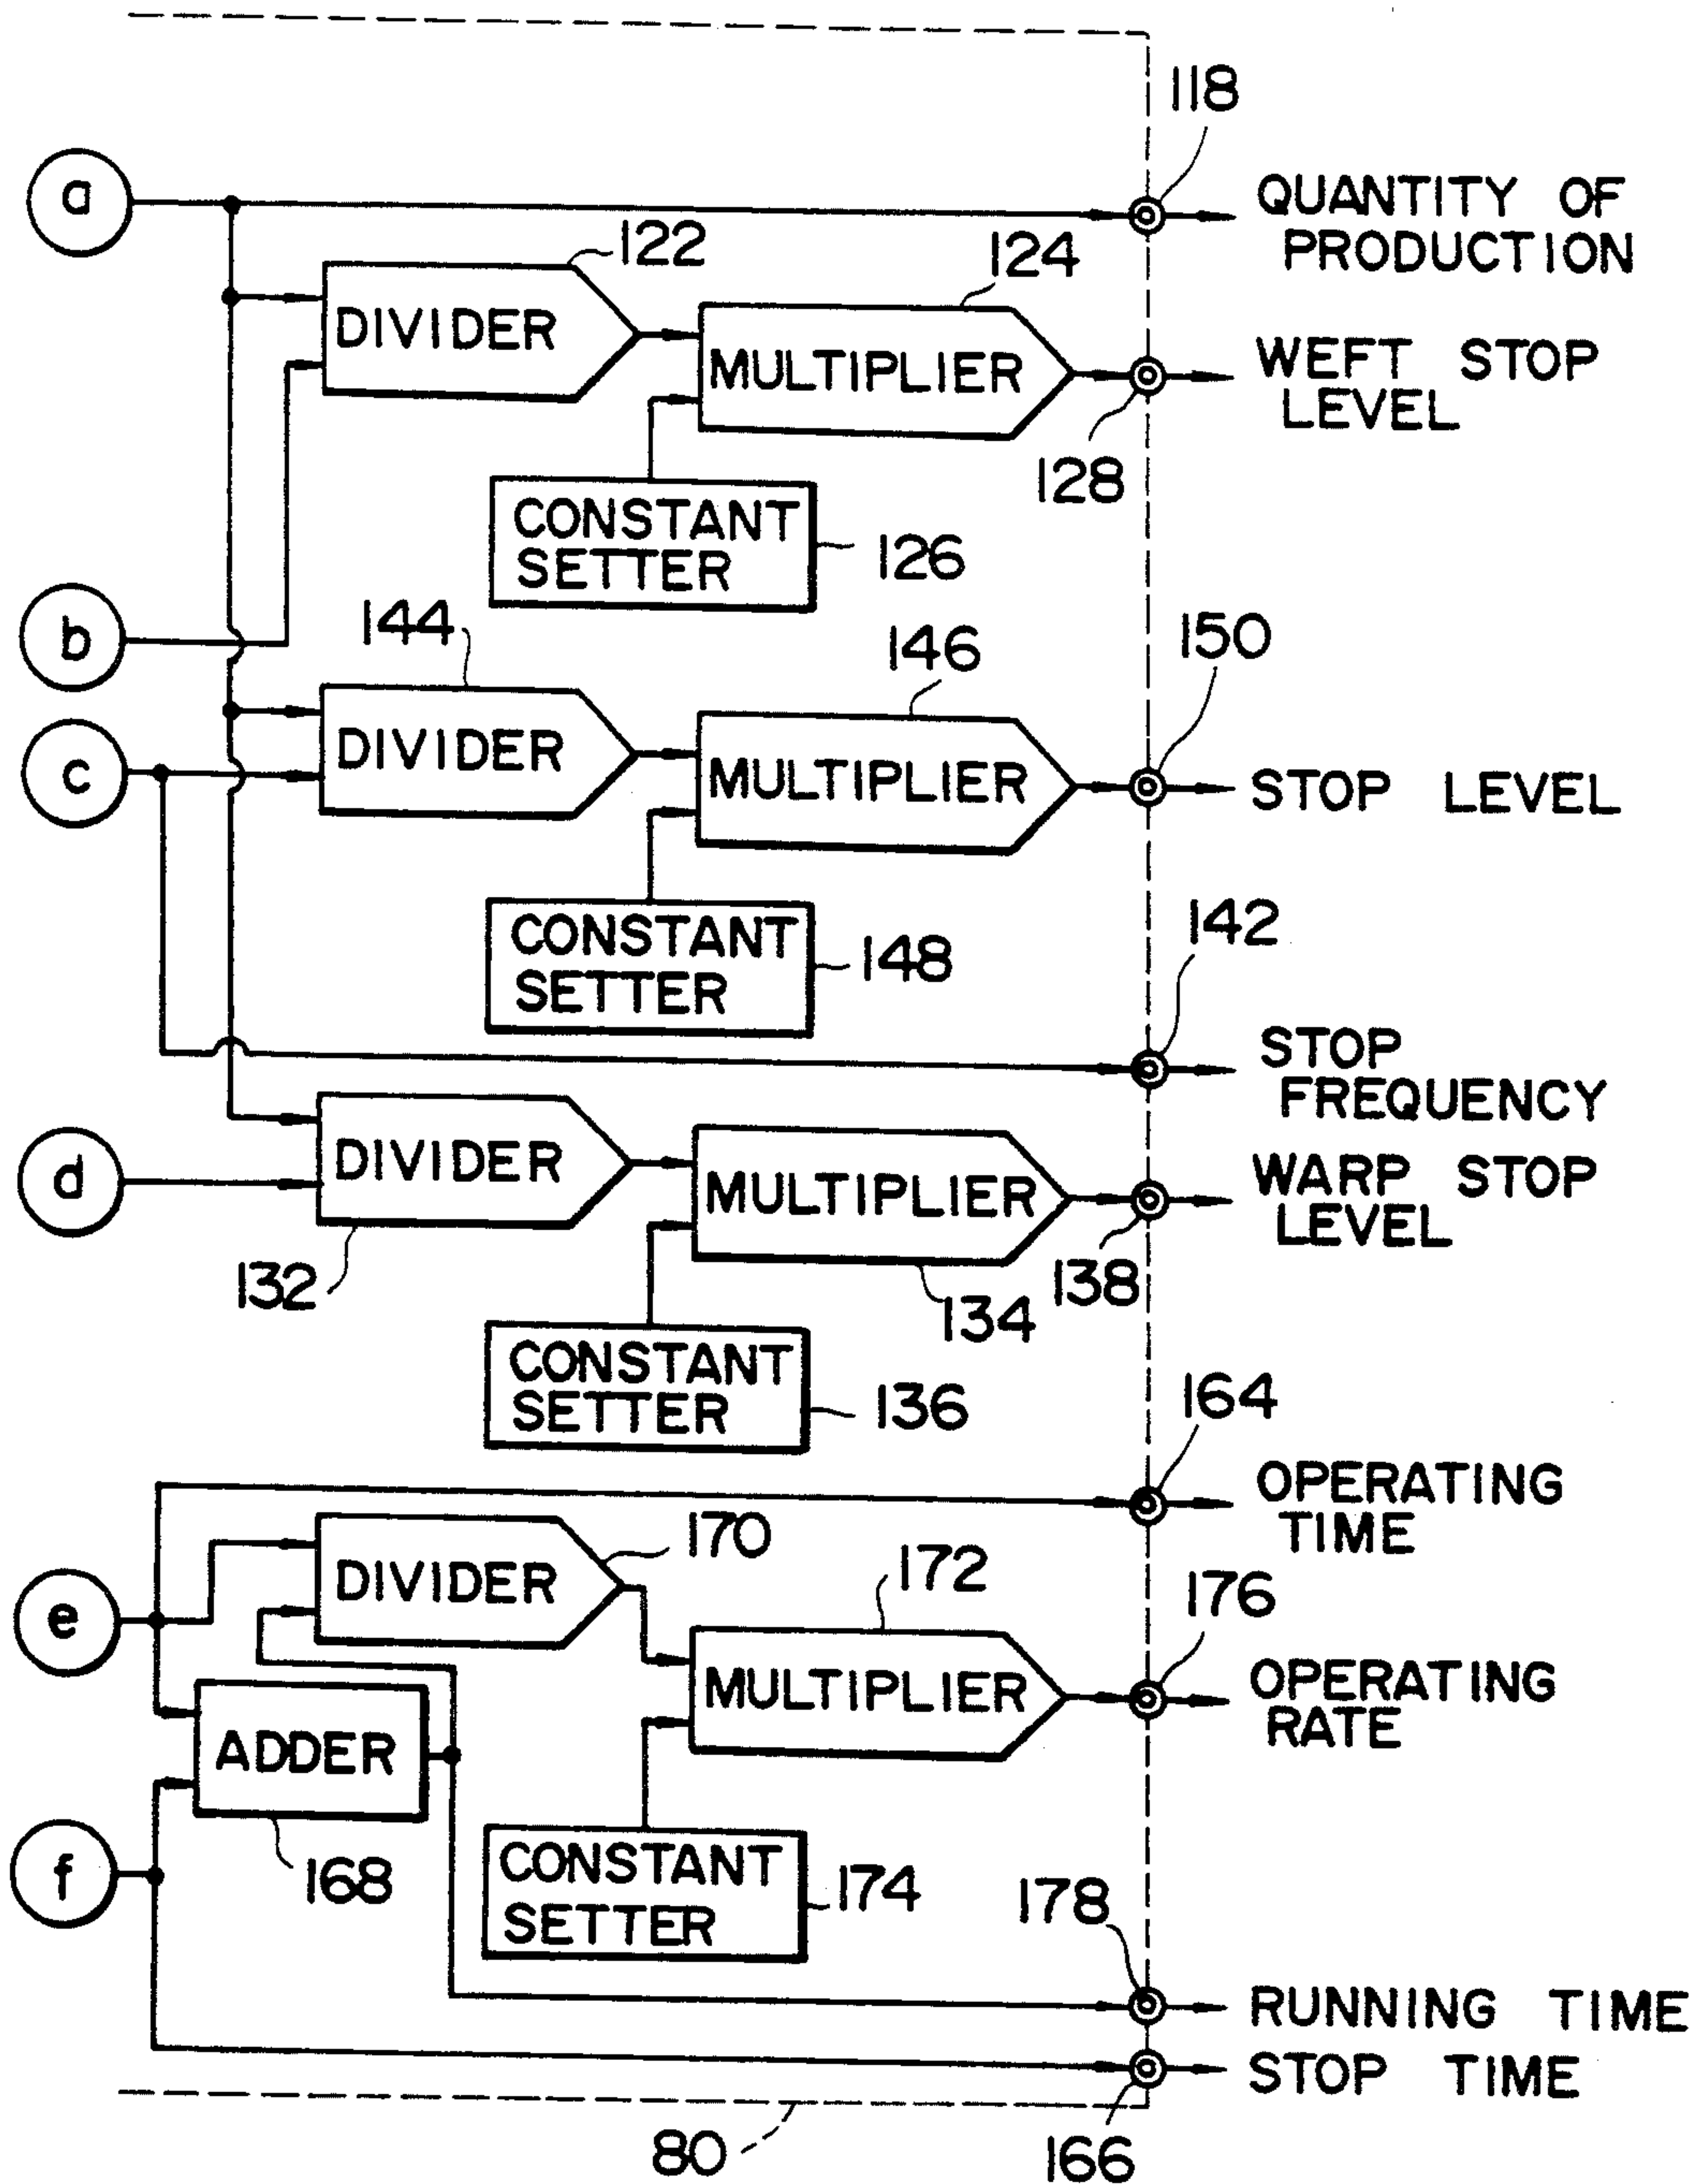 118
a
QUANTITY OF
PRODUCTION
122
124
DIVIDER
MULTIPLIER
WEFT STOP
LEVEL
128
CONSTANT
SETTER
126
b
144
146
150
c
DIVIDER
MULTIPLIER
STOP LEVEL
CONSTANT
SETTER
148
142
STOP
FREQUENCY
d
DIVIDER
MULTIPLIER
WARP STOP
LEVEL
132
138
134
CONSTANT
SETTER
136
164
OPERATING
TIME
170
172
176
e
DIVIDER
MULTIPLIER
OPERATING
RATE
ADDER
f
168
CONSTANT
SETTER
174
178
RUNNING TIME
STOP TIME
80
166